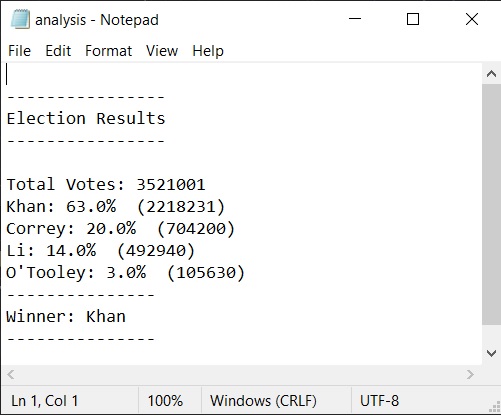 analysis - Notepad
File Edit Format View Help
----------------
Election Results
----------------
Total Votes: 3521001
Khan: 63.0%  (2218231)
Correy: 20.0%  (704200)
Li: 14.0%  (492940)
O'Tooley: 3.0%  (105630)
---------------
Winner: Khan
---------------
Ln 1, Col 1 100% Windows (CRLF) UTF-8